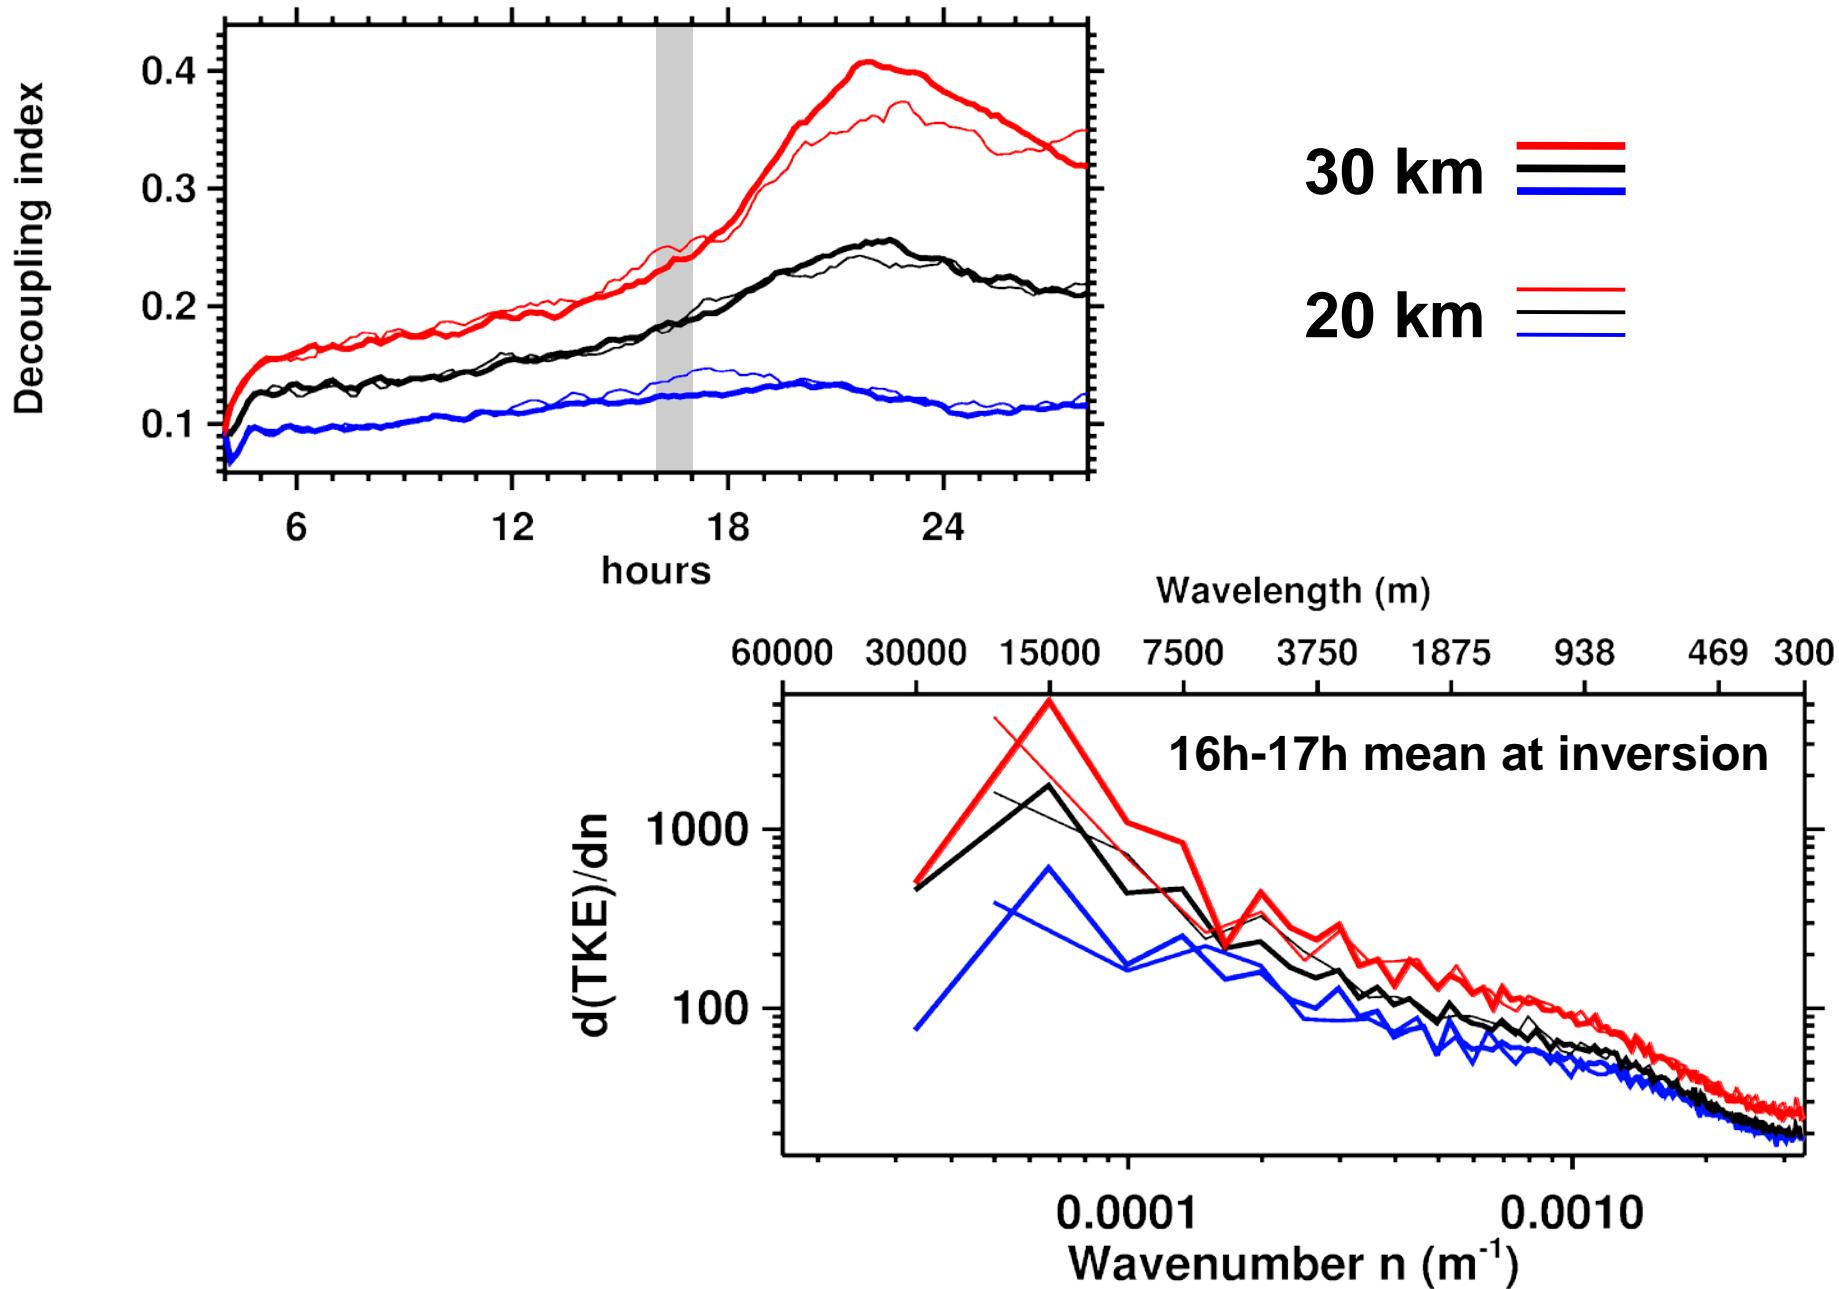 Decoupling index
0.4
0.3
0.2
0.1
6 12 18 24
hours
30 km
20 km
Wavelength (m)
60000 30000 15000 7500 3750 1875 938 469 300
16h-17h mean at inversion
d(TKE)/dn
1000
100
0.0001 0.0010
Wavenumber n (m⁻¹)